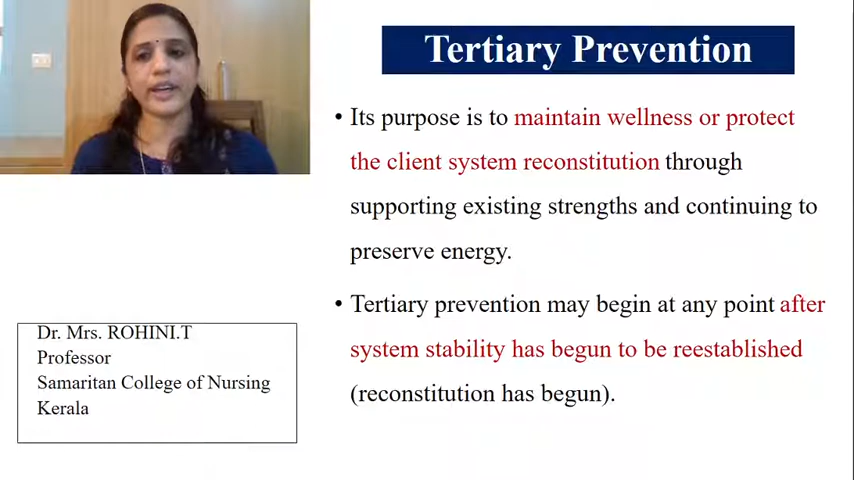 Tertiary Prevention
• Its purpose is to maintain wellness or protect
the client system reconstitution through
supporting existing strengths and continuing to
preserve energy.
• Tertiary prevention may begin at any point after
system stability has begun to be reestablished
(reconstitution has begun).
Dr. Mrs. ROHINI.T
Professor
Samaritan College of Nursing
Kerala